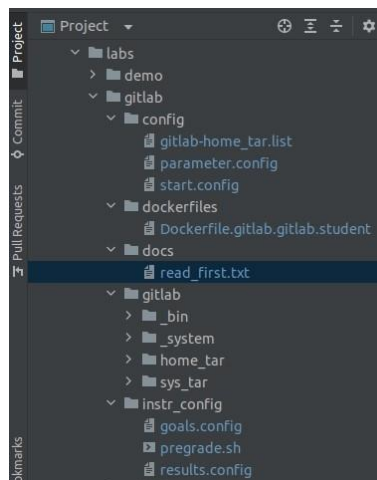 Project
Project
labs
demo
gitlab
config
gitlab-home_tar.list
parameter.config
start.config
Commit
dockerfiles
Dockerfile.gitlab.gitlab.student
docs
read_first.txt
Pull Requests
gitlab
_bin
_system
home_tar
sys_tar
instr_config
goals.config
pregrade.sh
results.config
okmarks